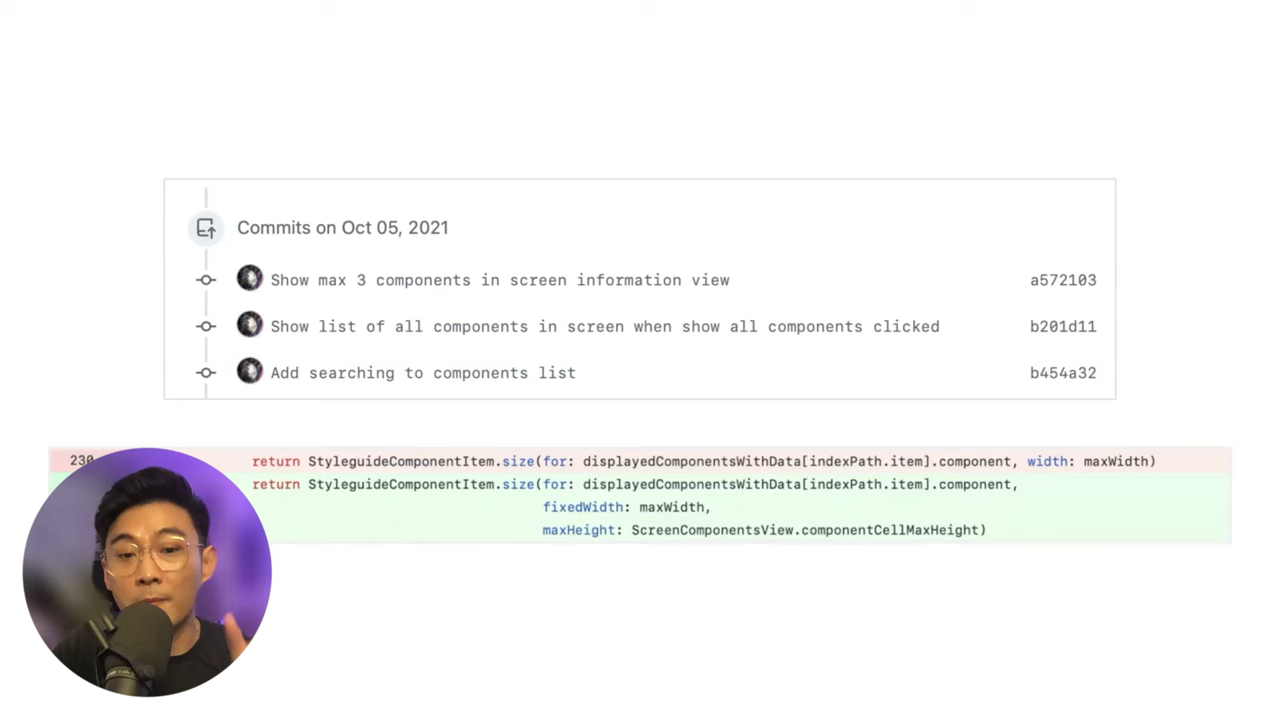 Commits on Oct 05, 2021
Show max 3 components in screen information view a572103
Show list of all components in screen when show all components clicked b201d11
Add searching to components list b454a32
230 return StyleguideComponentItem.size(for: displayedComponentsWithData[indexPath.item].component, width: maxWidth)
return StyleguideComponentItem.size(for: displayedComponentsWithData[indexPath.item].component,
fixedWidth: maxWidth,
maxHeight: ScreenComponentsView.componentCellMaxHeight)